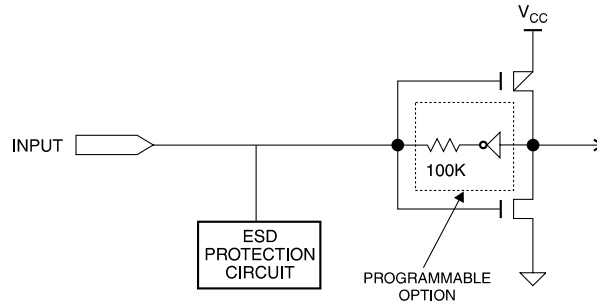 VCC
INPUT
100K
ESD
PROTECTION
CIRCUIT
PROGRAMMABLE
OPTION